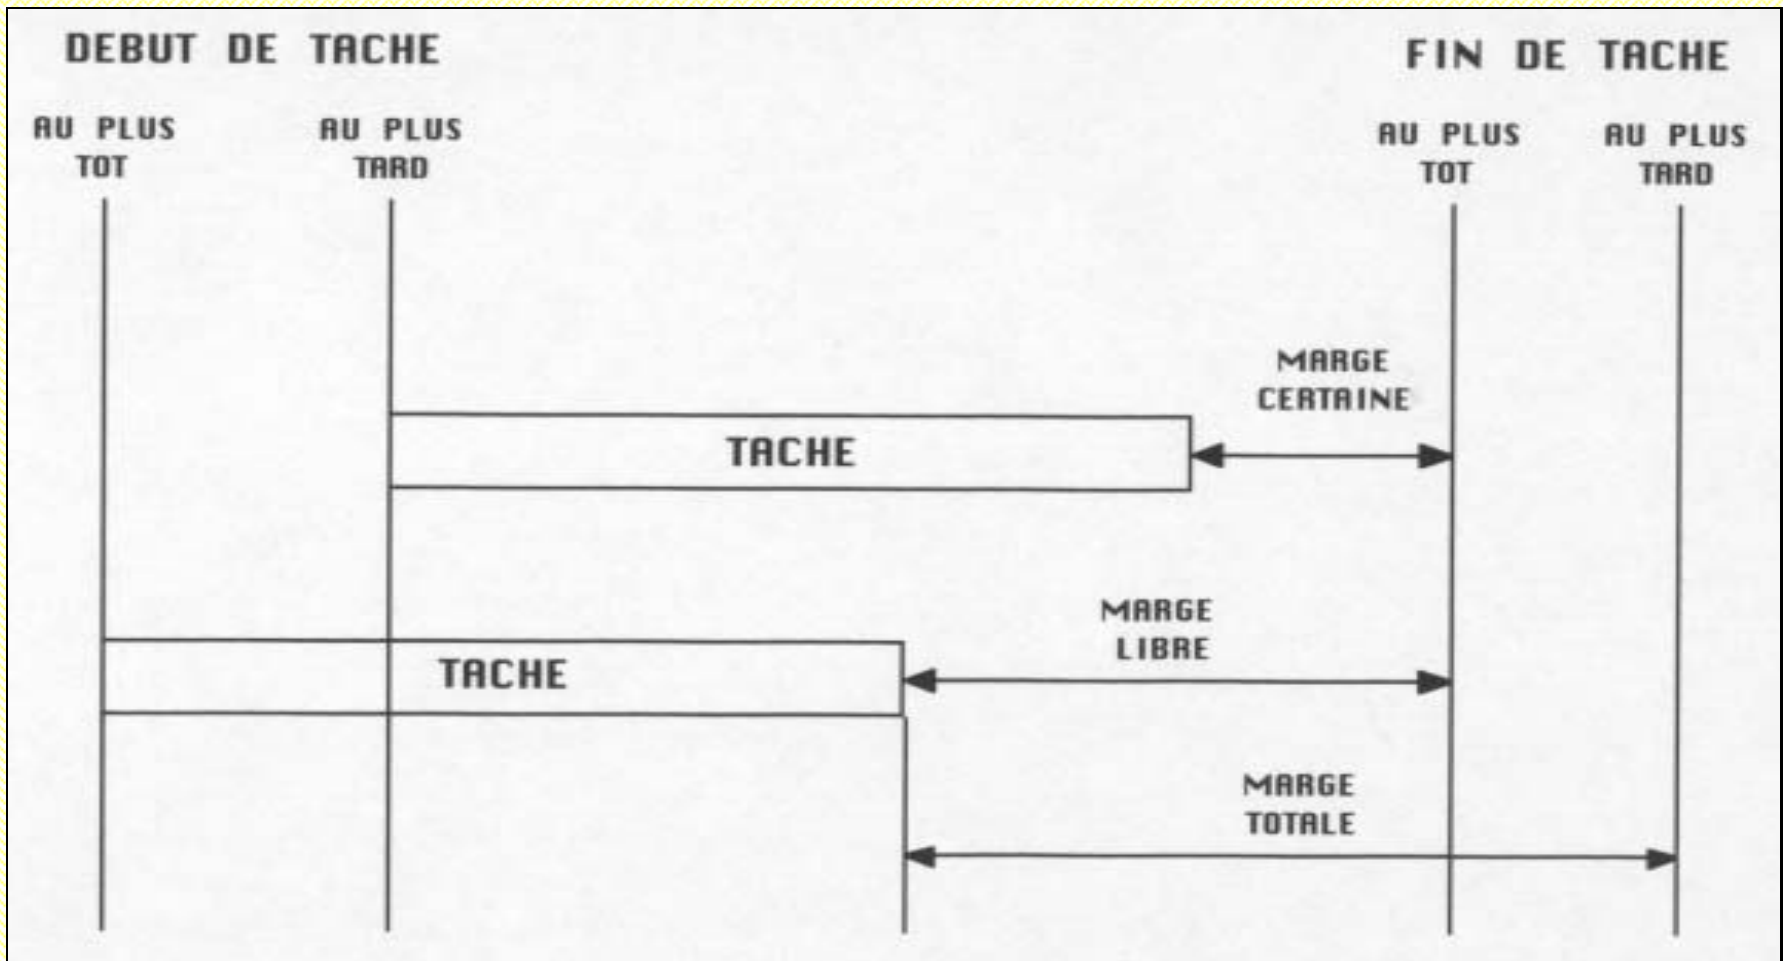 DEBUT DE TACHE
FIN DE TACHE
AU PLUS
TOT
AU PLUS
TARD
AU PLUS
TOT
AU PLUS
TARD
MARGE
CERTAINE
TACHE
MARGE
LIBRE
TACHE
MARGE
TOTALE